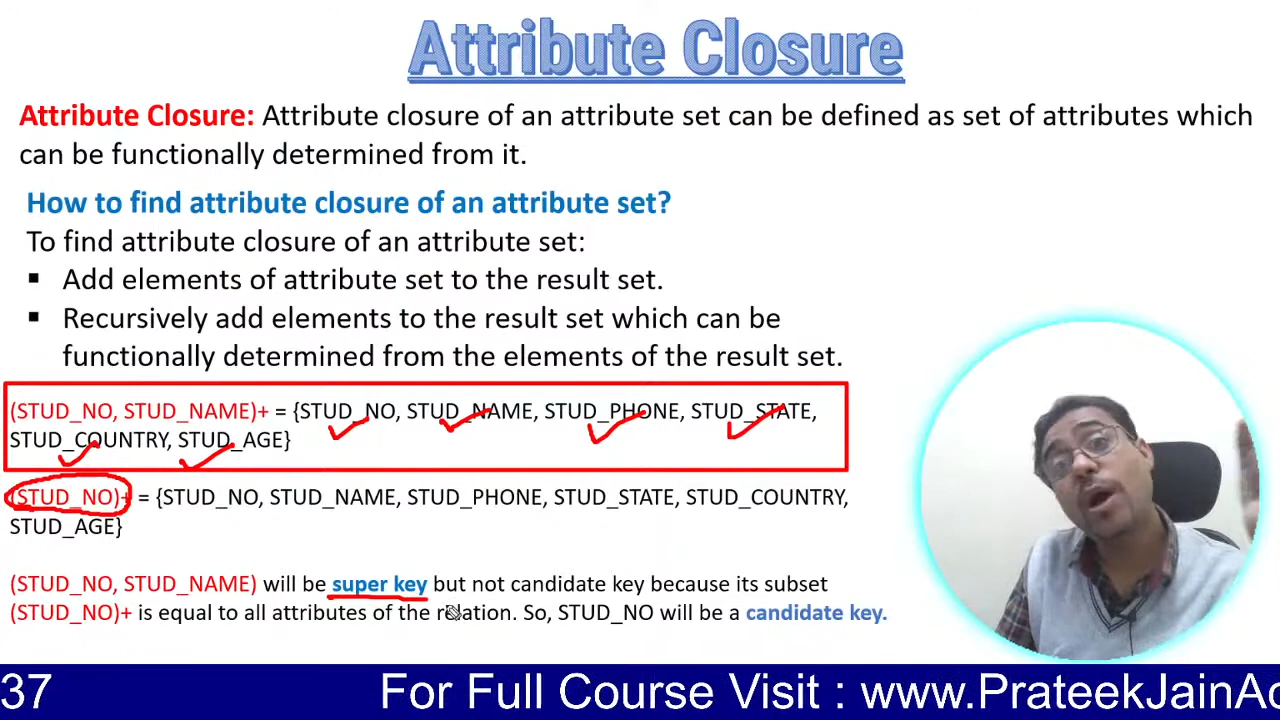 Attribute Closure
Attribute Closure: Attribute closure of an attribute set can be defined as set of attributes which
can be functionally determined from it.
How to find attribute closure of an attribute set?
To find attribute closure of an attribute set:
▪ Add elements of attribute set to the result set.
▪ Recursively add elements to the result set which can be
functionally determined from the elements of the result set.
(STUD_NO, STUD_NAME)+ = {STUD_NO, STUD_NAME, STUD_PHONE, STUD_STATE,
STUD_COUNTRY, STUD_AGE}
(STUD_NO)+ = {STUD_NO, STUD_NAME, STUD_PHONE, STUD_STATE, STUD_COUNTRY,
STUD_AGE}
(STUD_NO, STUD_NAME) will be super key but not candidate key because its subset
(STUD_NO)+ is equal to all attributes of the relation. So, STUD_NO will be a candidate key.
37 For Full Course Visit : www.PrateekJainAc